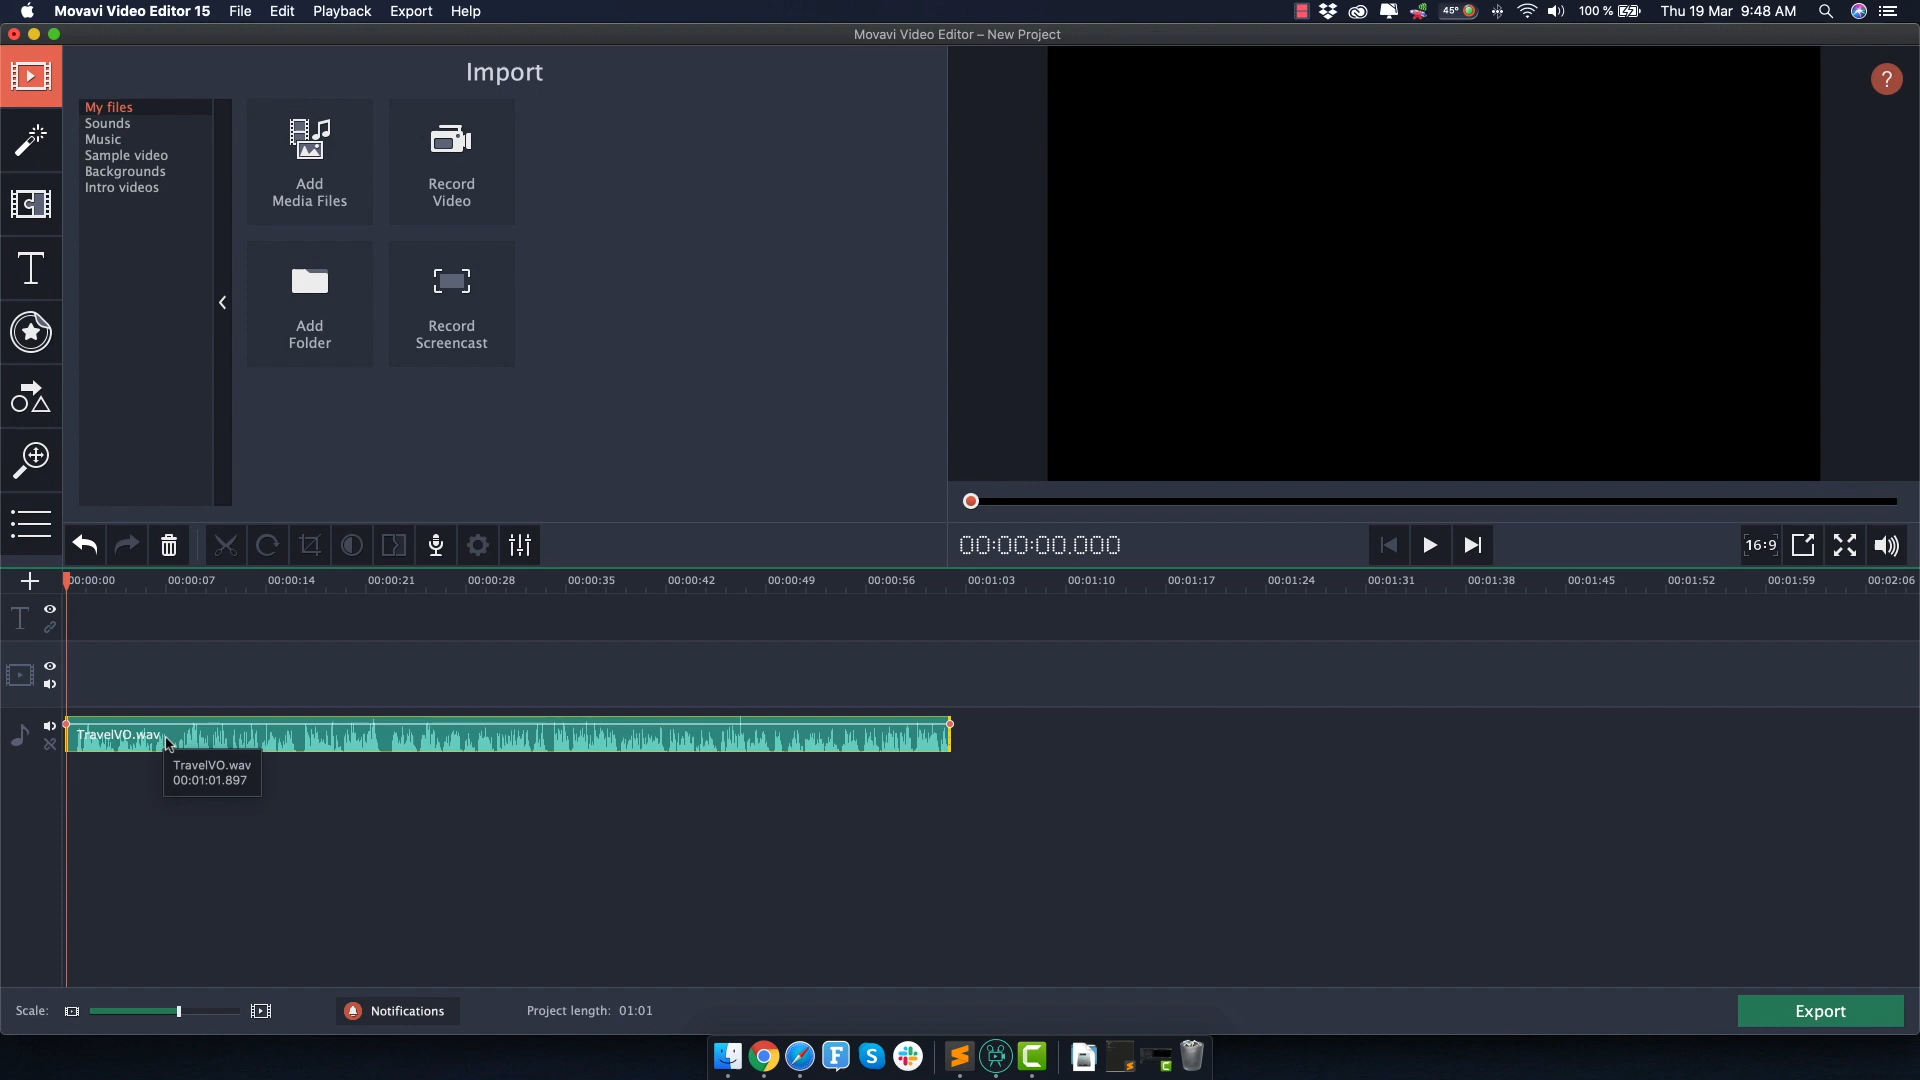 Movavi Video Editor 15 File Edit Playback Export Help
45° 100 % Thu 19 Mar 9:48 AM
Movavi Video Editor – New Project
Import
?
My files
Sounds
Music
Sample video
Backgrounds
Intro videos
Add
Media Files
Record
Video
Add
Folder
Record
Screencast
00:00:00.000
16:9
00:00:00 00:00:07 00:00:14 00:00:21 00:00:28 00:00:35 00:00:42 00:00:49 00:00:56 00:01:03 00:01:10 00:01:17 00:01:24 00:01:31 00:01:38 00:01:45 00:01:52 00:01:59 00:02:06
TravelVO.wav
TravelVO.wav
00:01:01.897
Scale: Notifications Project length: 01:01
Export